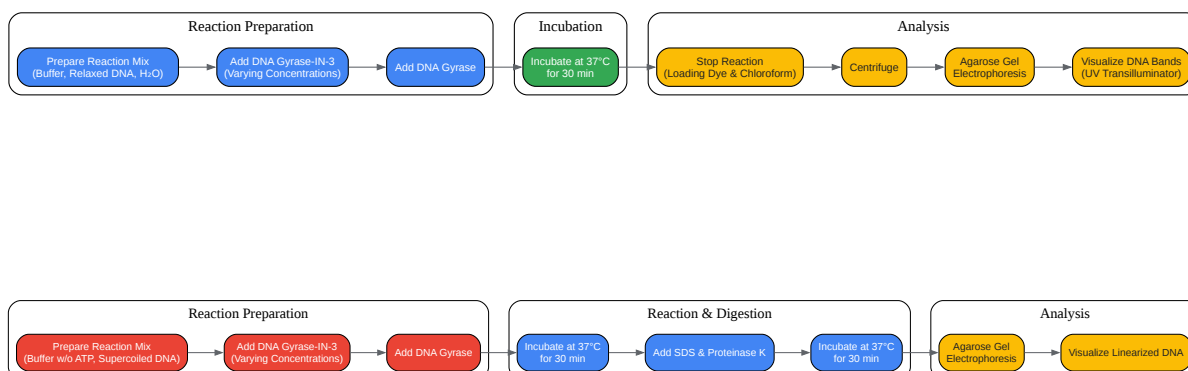 Reaction Preparation
Prepare Reaction Mix
(Buffer, Relaxed DNA, H₂O)
Add DNA Gyrase-IN-3
(Varying Concentrations)
Add DNA Gyrase
Incubation
Incubate at 37°C
for 30 min
Analysis
Stop Reaction
(Loading Dye & Chloroform)
Centrifuge
Agarose Gel
Electrophoresis
Visualize DNA Bands
(UV Transilluminator)
Reaction Preparation
Prepare Reaction Mix
(Buffer w/o ATP, Supercoiled DNA)
Add DNA Gyrase-IN-3
(Varying Concentrations)
Add DNA Gyrase
Reaction & Digestion
Incubate at 37°C
for 30 min
Add SDS & Proteinase K
Incubate at 37°C
for 30 min
Analysis
Agarose Gel
Electrophoresis
Visualize Linearized DNA